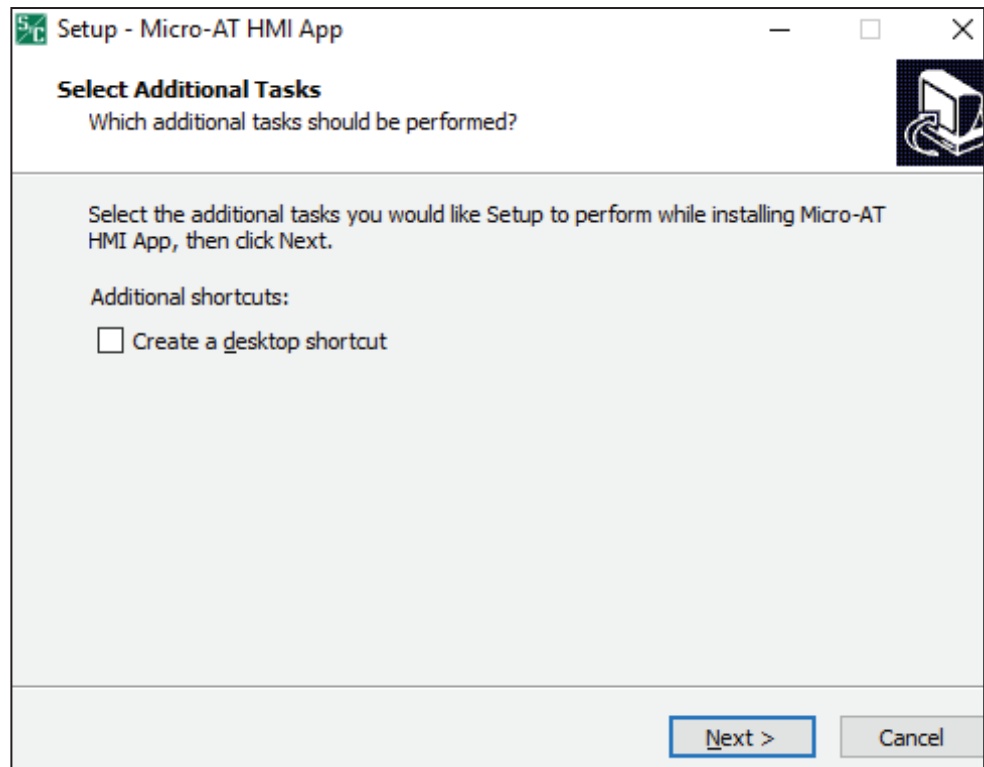 S&C
Setup - Micro-AT HMI App
Select Additional Tasks
Which additional tasks should be performed?
Select the additional tasks you would like Setup to perform while installing Micro-AT
HMI App, then click Next.
Additional shortcuts:
Create a desktop shortcut
Next >
Cancel